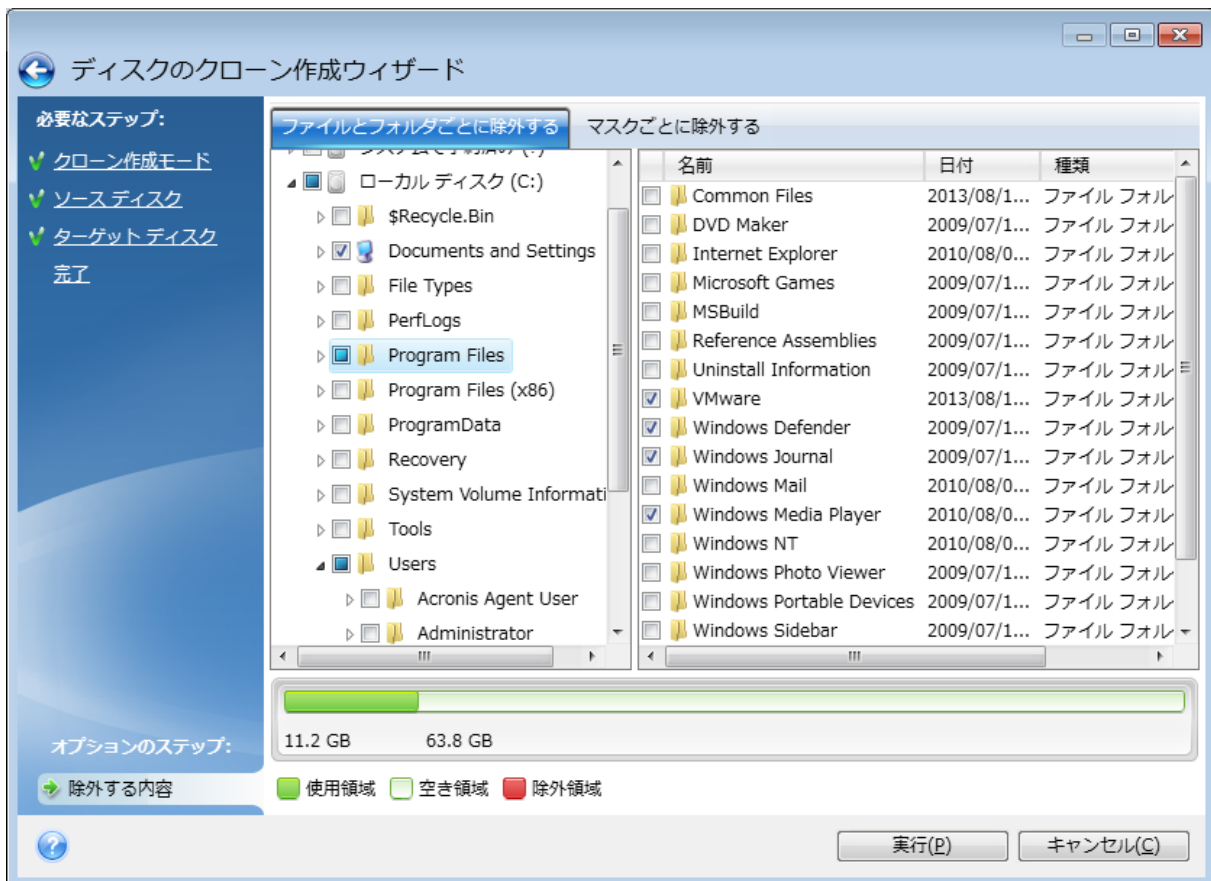 ディスクのクローン作成ウィザード
必要なステップ:
クローン作成モード
ソース ディスク
ターゲット ディスク
完了
オプションのステップ:
除外する内容
ファイルとフォルダごとに除外する
マスクごとに除外する
ローカル ディスク (C:)
$Recycle.Bin
Documents and Settings
File Types
PerfLogs
Program Files
Program Files (x86)
ProgramData
Recovery
System Volume Informati
Tools
Users
Acronis Agent User
Administrator
名前 日付 種類
Common Files 2013/08/1... ファイル フォル
DVD Maker 2009/07/1... ファイル フォル
Internet Explorer 2010/08/0... ファイル フォル
Microsoft Games 2009/07/1... ファイル フォル
MSBuild 2009/07/1... ファイル フォル
Reference Assemblies 2009/07/1... ファイル フォル
Uninstall Information 2009/07/1... ファイル フォル
VMware 2013/08/1... ファイル フォル
Windows Defender 2009/07/1... ファイル フォル
Windows Journal 2009/07/1... ファイル フォル
Windows Mail 2010/08/0... ファイル フォル
Windows Media Player 2010/08/0... ファイル フォル
Windows NT 2010/08/0... ファイル フォル
Windows Photo Viewer 2009/07/1... ファイル フォル
Windows Portable Devices 2009/07/1... ファイル フォル
Windows Sidebar 2009/07/1... ファイル フォル
11.2 GB 63.8 GB
使用領域 空き領域 除外領域
実行(P) キャンセル(C)